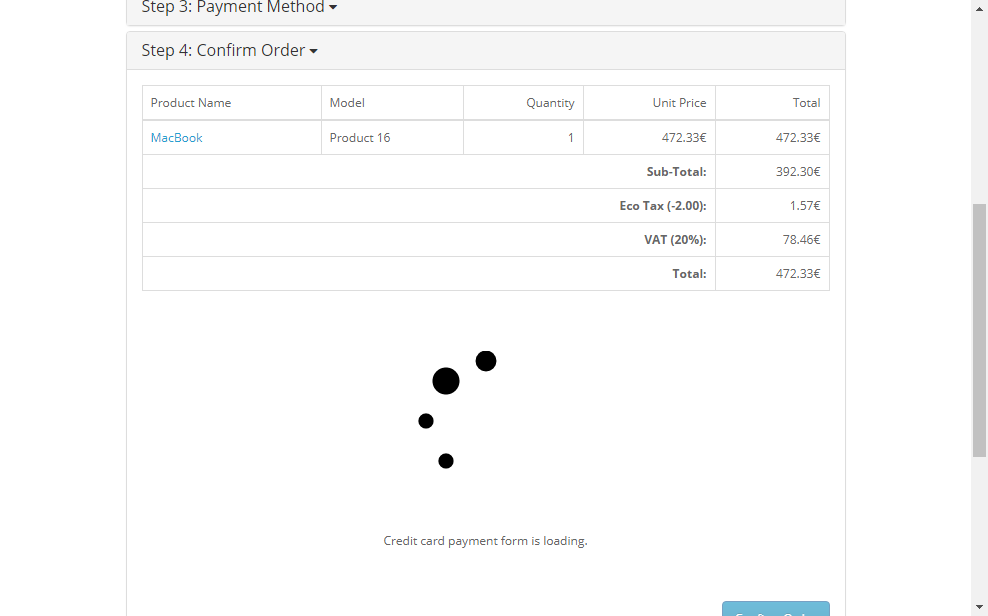 Step 3: Payment Method
Step 4: Confirm Order
Product Name Model Quantity Unit Price Total
MacBook Product 16 1 472.33€ 472.33€
Sub-Total: 392.30€
Eco Tax (-2.00): 1.57€
VAT (20%): 78.46€
Total: 472.33€
Credit card payment form is loading.